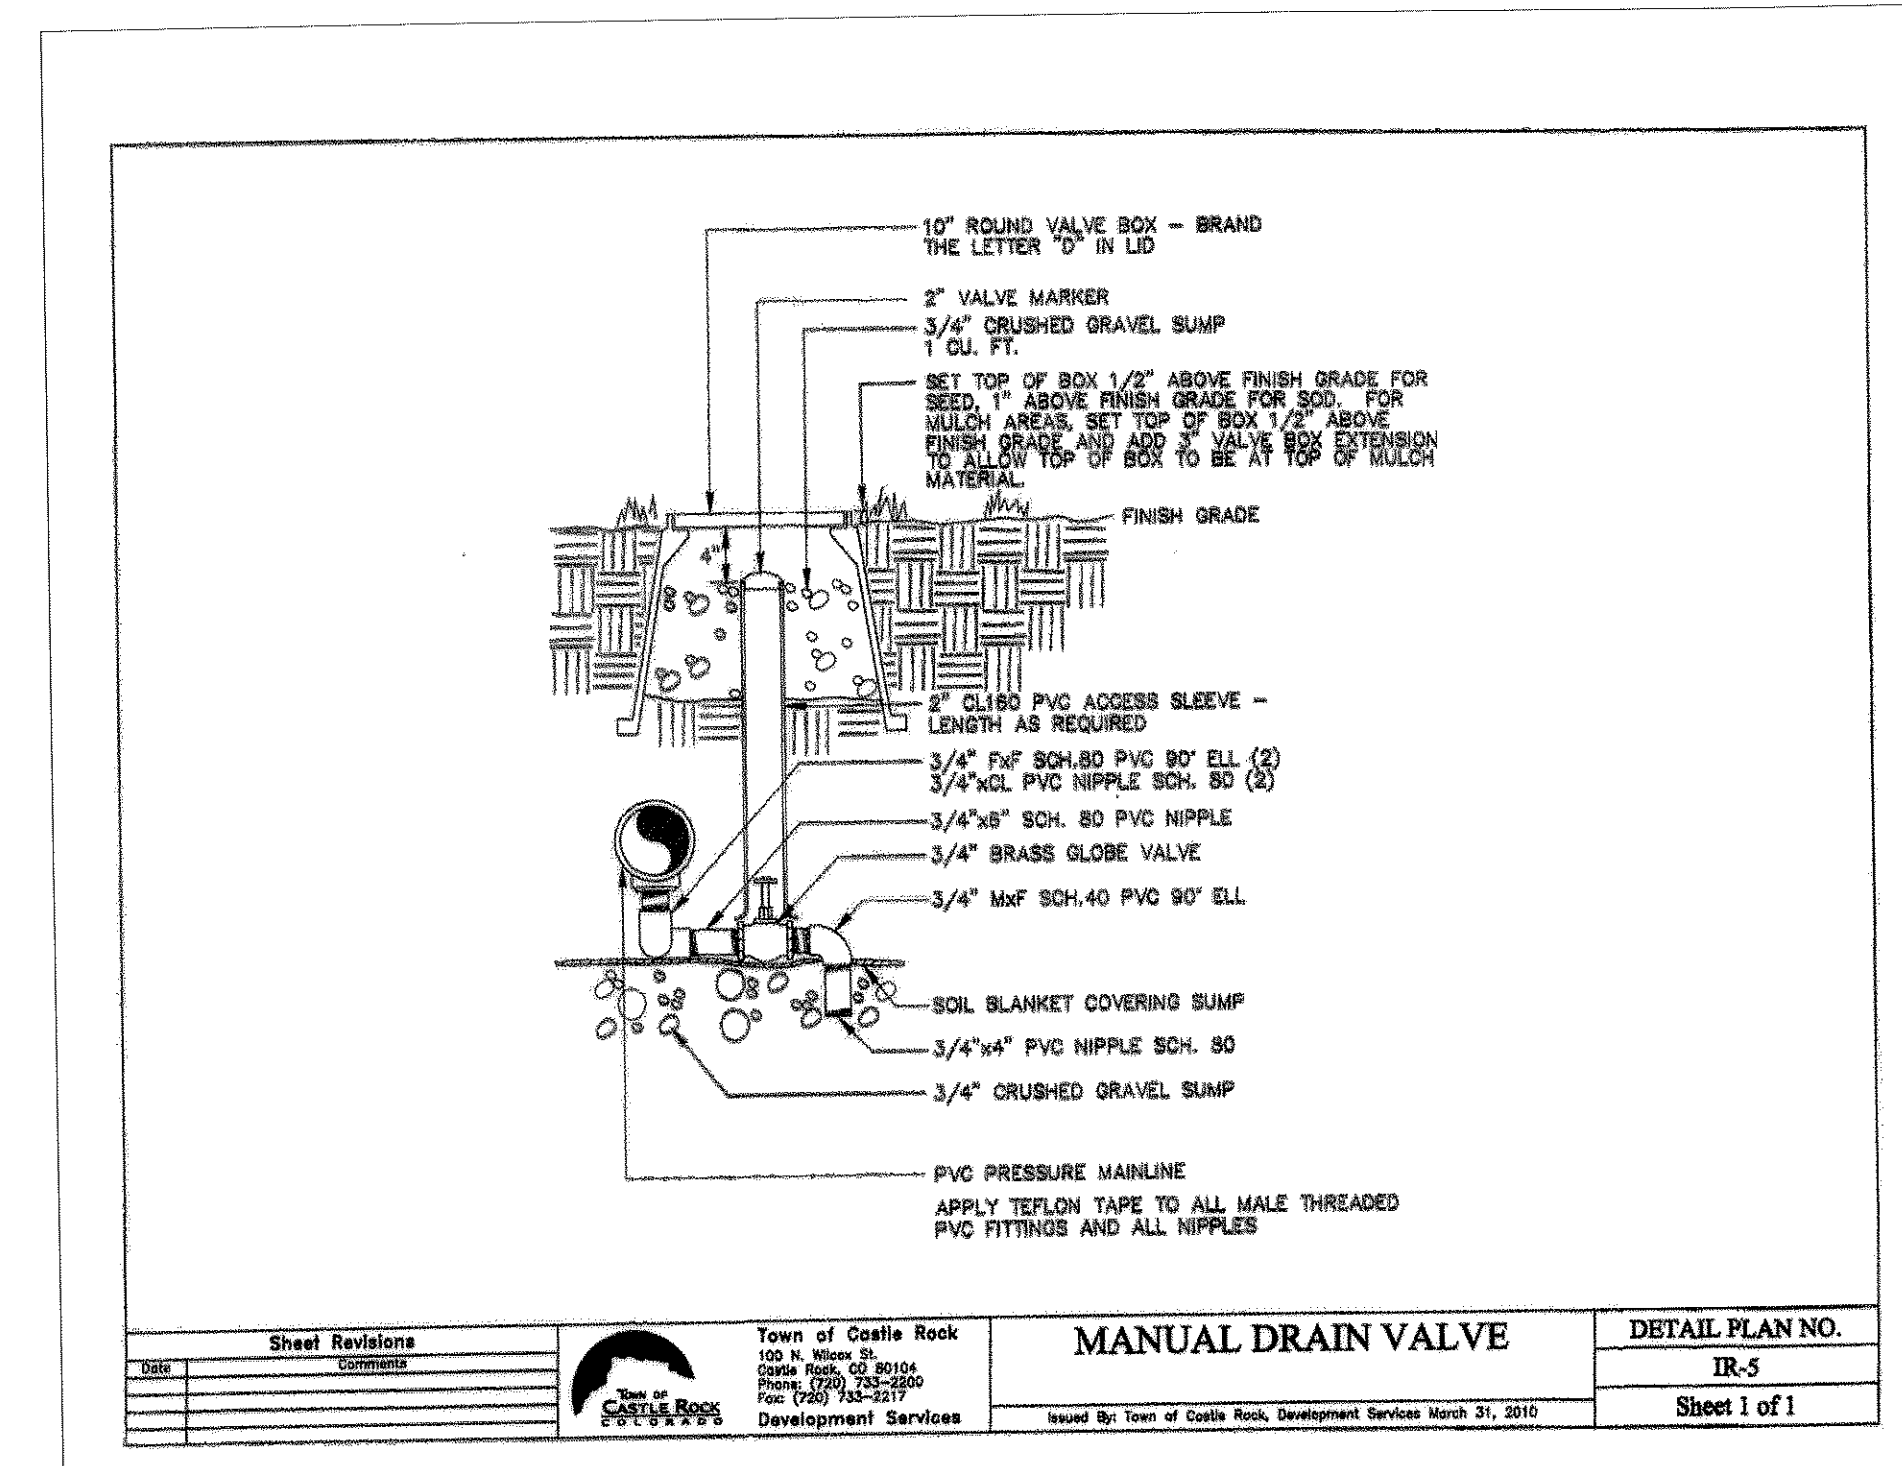 10" ROUND VALVE BOX - BRAND
THE LETTER "D" IN LID
2" VALVE MARKER
3/4" CRUSHED GRAVEL SUMP
1 CU. FT.
SET TOP OF BOX 1/2" ABOVE FINISH GRADE FOR
SEED, 1" ABOVE FINISH GRADE FOR SOD. FOR
MULCH AREAS, SET TOP OF BOX 1/2" ABOVE
FINISH GRADE AND ADD 3" VALVE BOX EXTENSION
TO ALLOW TOP OF BOX TO BE AT TOP OF MULCH
MATERIAL.
FINISH GRADE
4"
2" CL160 PVC ACCESS SLEEVE -
LENGTH AS REQUIRED
3/4" FxF SCH.80 PVC 90° ELL (2)
3/4"xCL PVC NIPPLE SCH. 80 (2)
3/4"x6" SCH. 80 PVC NIPPLE
3/4" BRASS GLOBE VALVE
3/4" MxF SCH.40 PVC 90° ELL
SOIL BLANKET COVERING SUMP
3/4"x4" PVC NIPPLE SCH. 80
3/4" CRUSHED GRAVEL SUMP
PVC PRESSURE MAINLINE
APPLY TEFLON TAPE TO ALL MALE THREADED
PVC FITTINGS AND ALL NIPPLES
Sheet Revisions
Date Comments
TOWN OF
CASTLE ROCK
COLORADO
Town of Castle Rock
100 N. Wilcox St.
Castle Rock, CO 80104
Phone: (720) 733-2200
Fax: (720) 733-2217
Development Services
MANUAL DRAIN VALVE
Issued By: Town of Castle Rock, Development Services March 31, 2010
DETAIL PLAN NO.
IR-5
Sheet 1 of 1